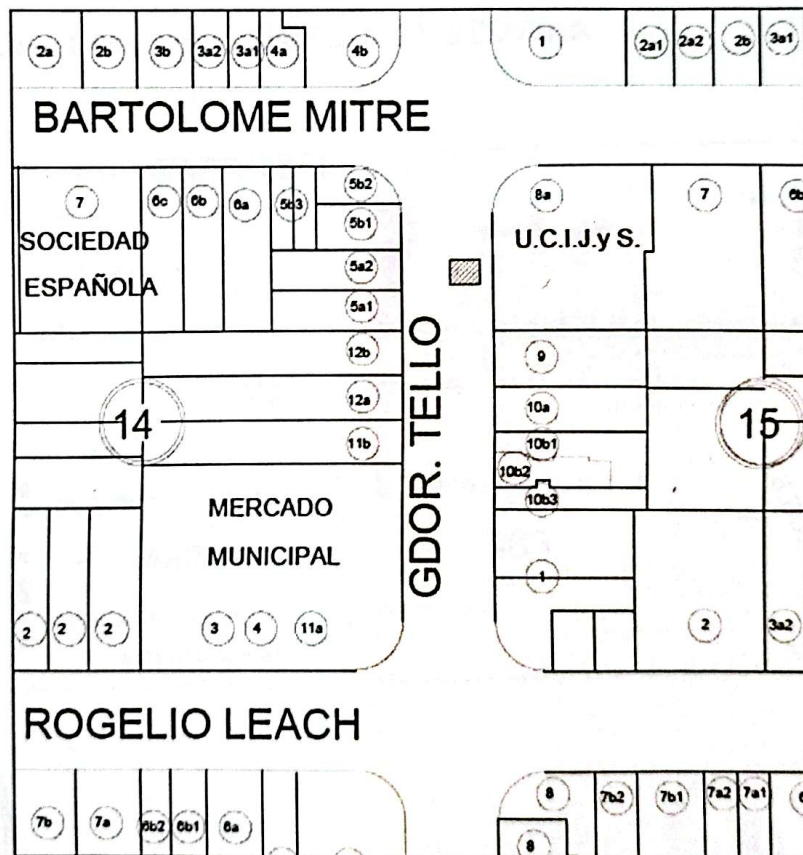 2a 2b 3b 3a2 3a1 4a 4b 1 2a1 2a2 2b 3a1
BARTOLOME MITRE
7 6c 6b 6a 5b3 5b2 8a 7 6b
5b1
SOCIEDAD
ESPAÑOLA
U.C.I.J.y S.
5a2
5a1
12b 9
12a 10a
14 15
11b 10b1
10b2
10b3
MERCADO
MUNICIPAL
GDOR. TELLO
1
2 2 2 3 4 11a 2 3a2
ROGELIO LEACH
7b 7a 6b2 6b1 6a 8 7b2 7b1 7a2 7a1
8